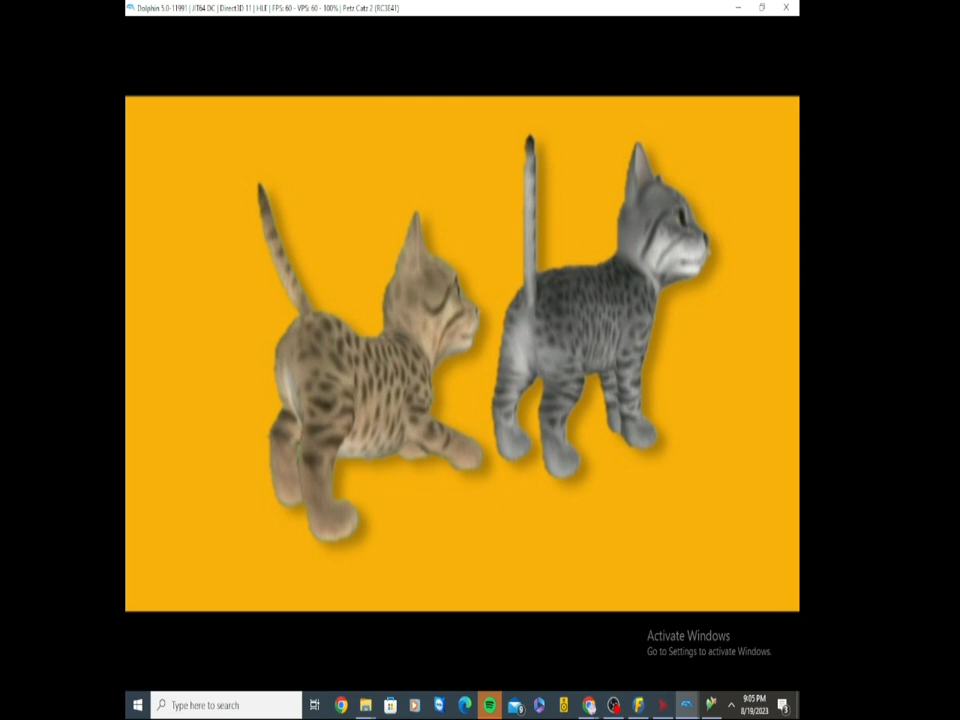 Dolphin 5.0-11991 | JIT64 DC | Direct3D 11 | HLE | FPS: 60 - VPS: 60 - 100% | Petz Catz 2 (RC3E41)
Activate Windows
Go to Settings to activate Windows.
Type here to search
9:05 PM
8/19/2023